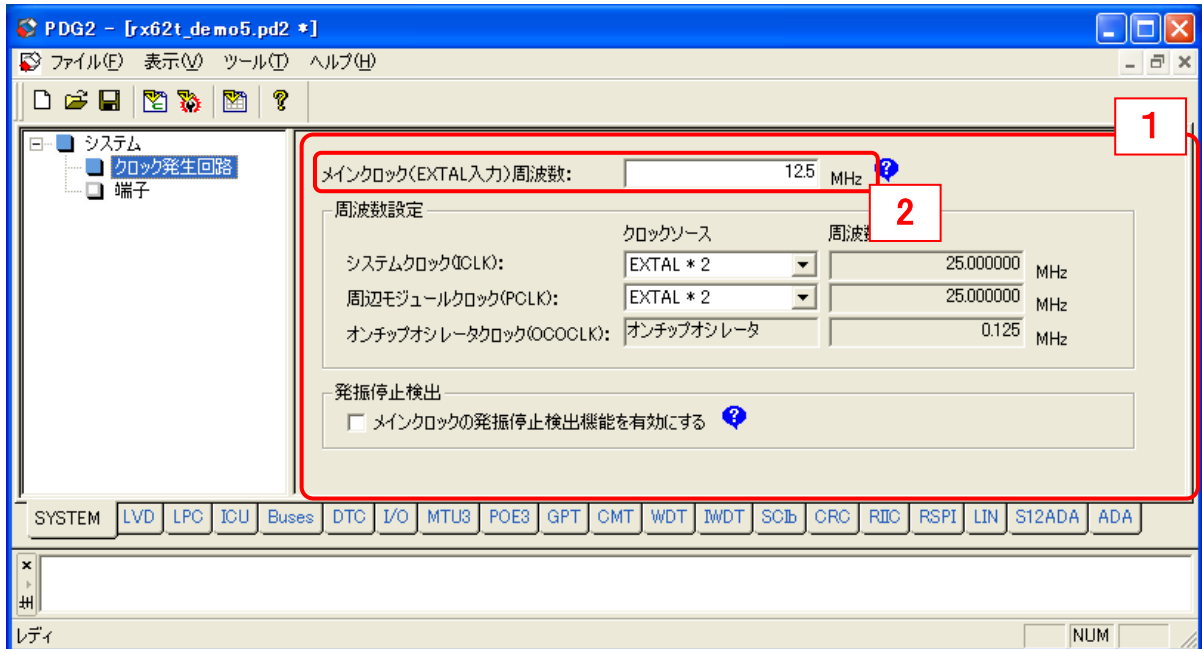 PDG2 - [rx62t_demo5.pd2 *]
ファイル(F) 表示(V) ツール(T) ヘルプ(H)
1
システム
クロック発生回路
端子
メインクロック(EXTAL入力)周波数: 12.5 MHz
2
周波数設定
クロックソース 周波
システムクロック(ICLK): EXTAL * 2 25.000000 MHz
周辺モジュールクロック(PCLK): EXTAL * 2 25.000000 MHz
オンチップオシレータクロック(OCOCLK): オンチップオシレータ 0.125 MHz
発振停止検出
メインクロックの発振停止検出機能を有効にする
SYSTEM LVD LPC ICU Buses DTC I/O MTU3 POE3 GPT CMT WDT IWDT SCIb CRC RIIC RSPI LIN S12ADA ADA
レディ NUM